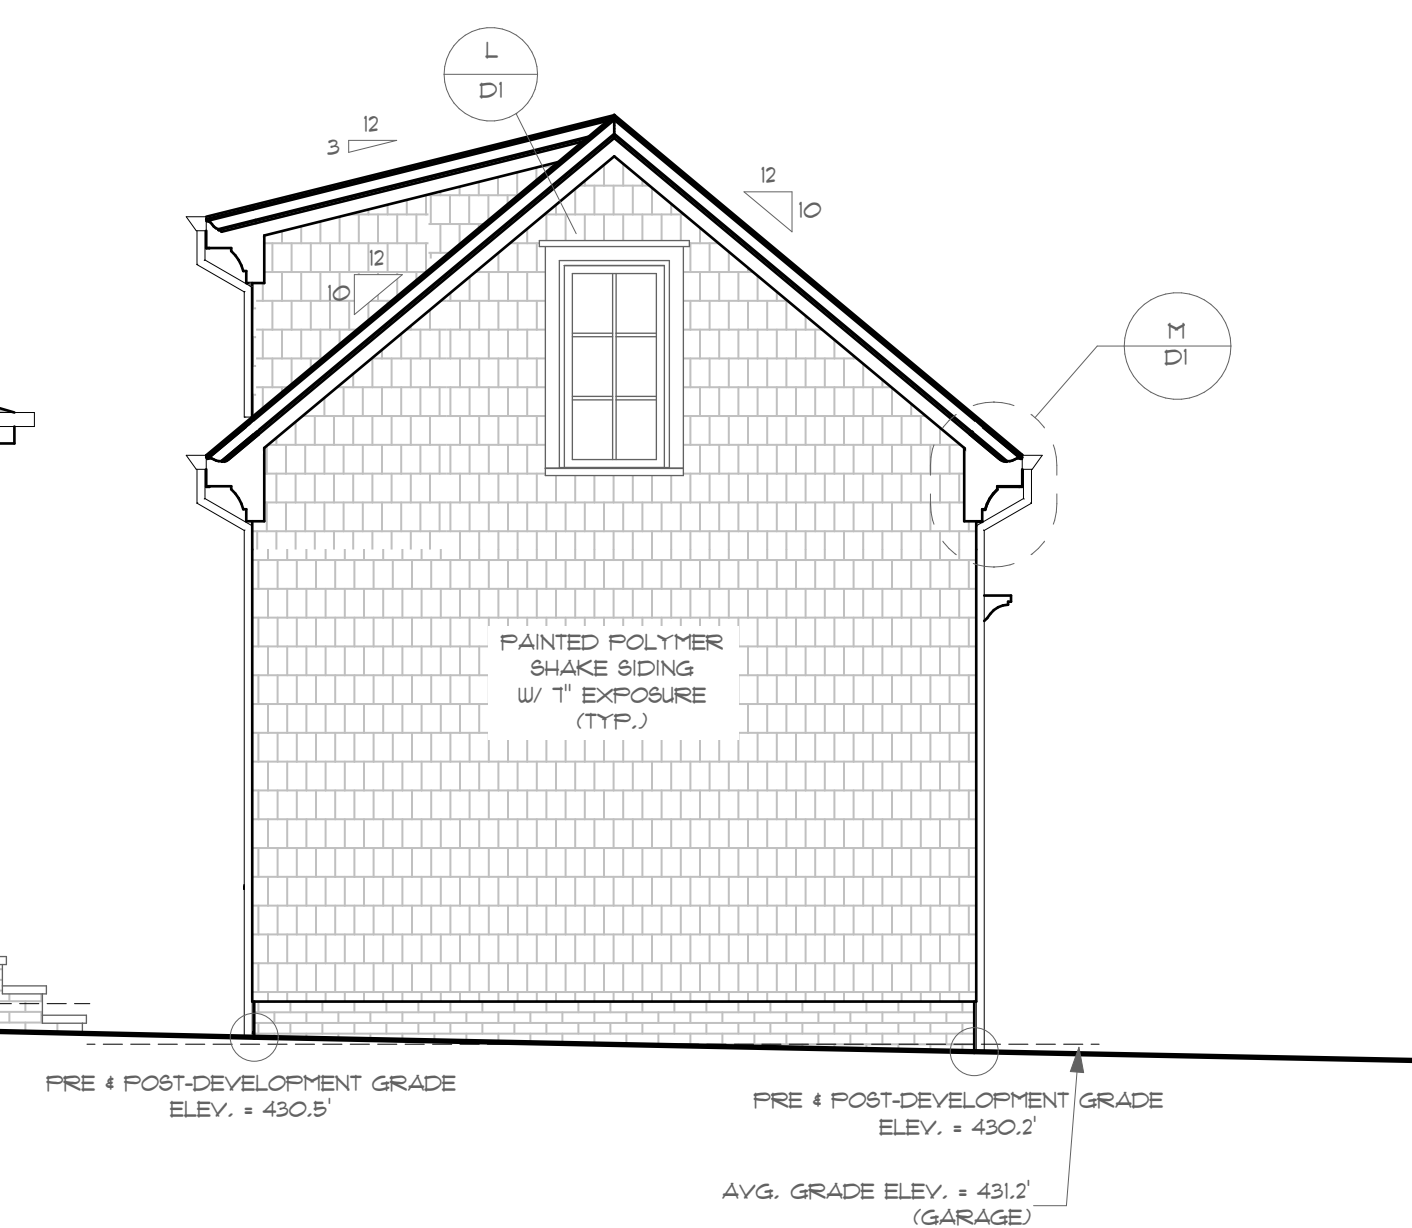 L
D1
12
3
12
10
12
10
M
D1
PAINTED POLYMER
SHAKE SIDING
W/ 7" EXPOSURE
(TYP.)
PRE & POST-DEVELOPMENT GRADE
ELEV. = 430.5'
PRE & POST-DEVELOPMENT GRADE
ELEV. = 430.2'
AVG. GRADE ELEV. = 431.2'
(GARAGE)